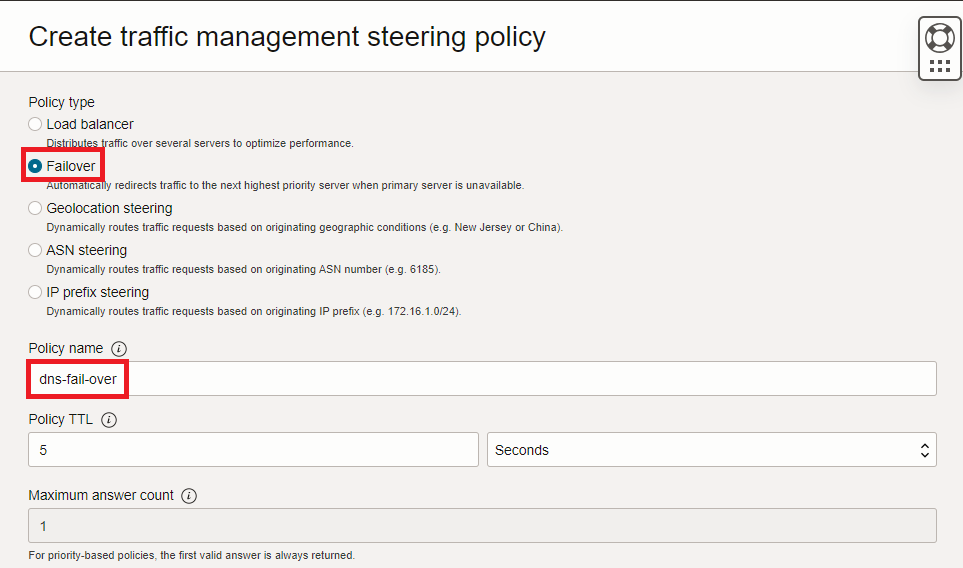 Create traffic management steering policy
Policy type
Load balancer
Distributes traffic over several servers to optimize performance.
Failover
Automatically redirects traffic to the next highest priority server when primary server is unavailable.
Geolocation steering
Dynamically routes traffic requests based on originating geographic conditions (e.g. New Jersey or China).
ASN steering
Dynamically routes traffic requests based on originating ASN number (e.g. 6185).
IP prefix steering
Dynamically routes traffic requests based on originating IP prefix (e.g. 172.16.1.0/24).
Policy name i
dns-fail-over
Policy TTL i
5 Seconds
Maximum answer count i
1
For priority-based policies, the first valid answer is always returned.